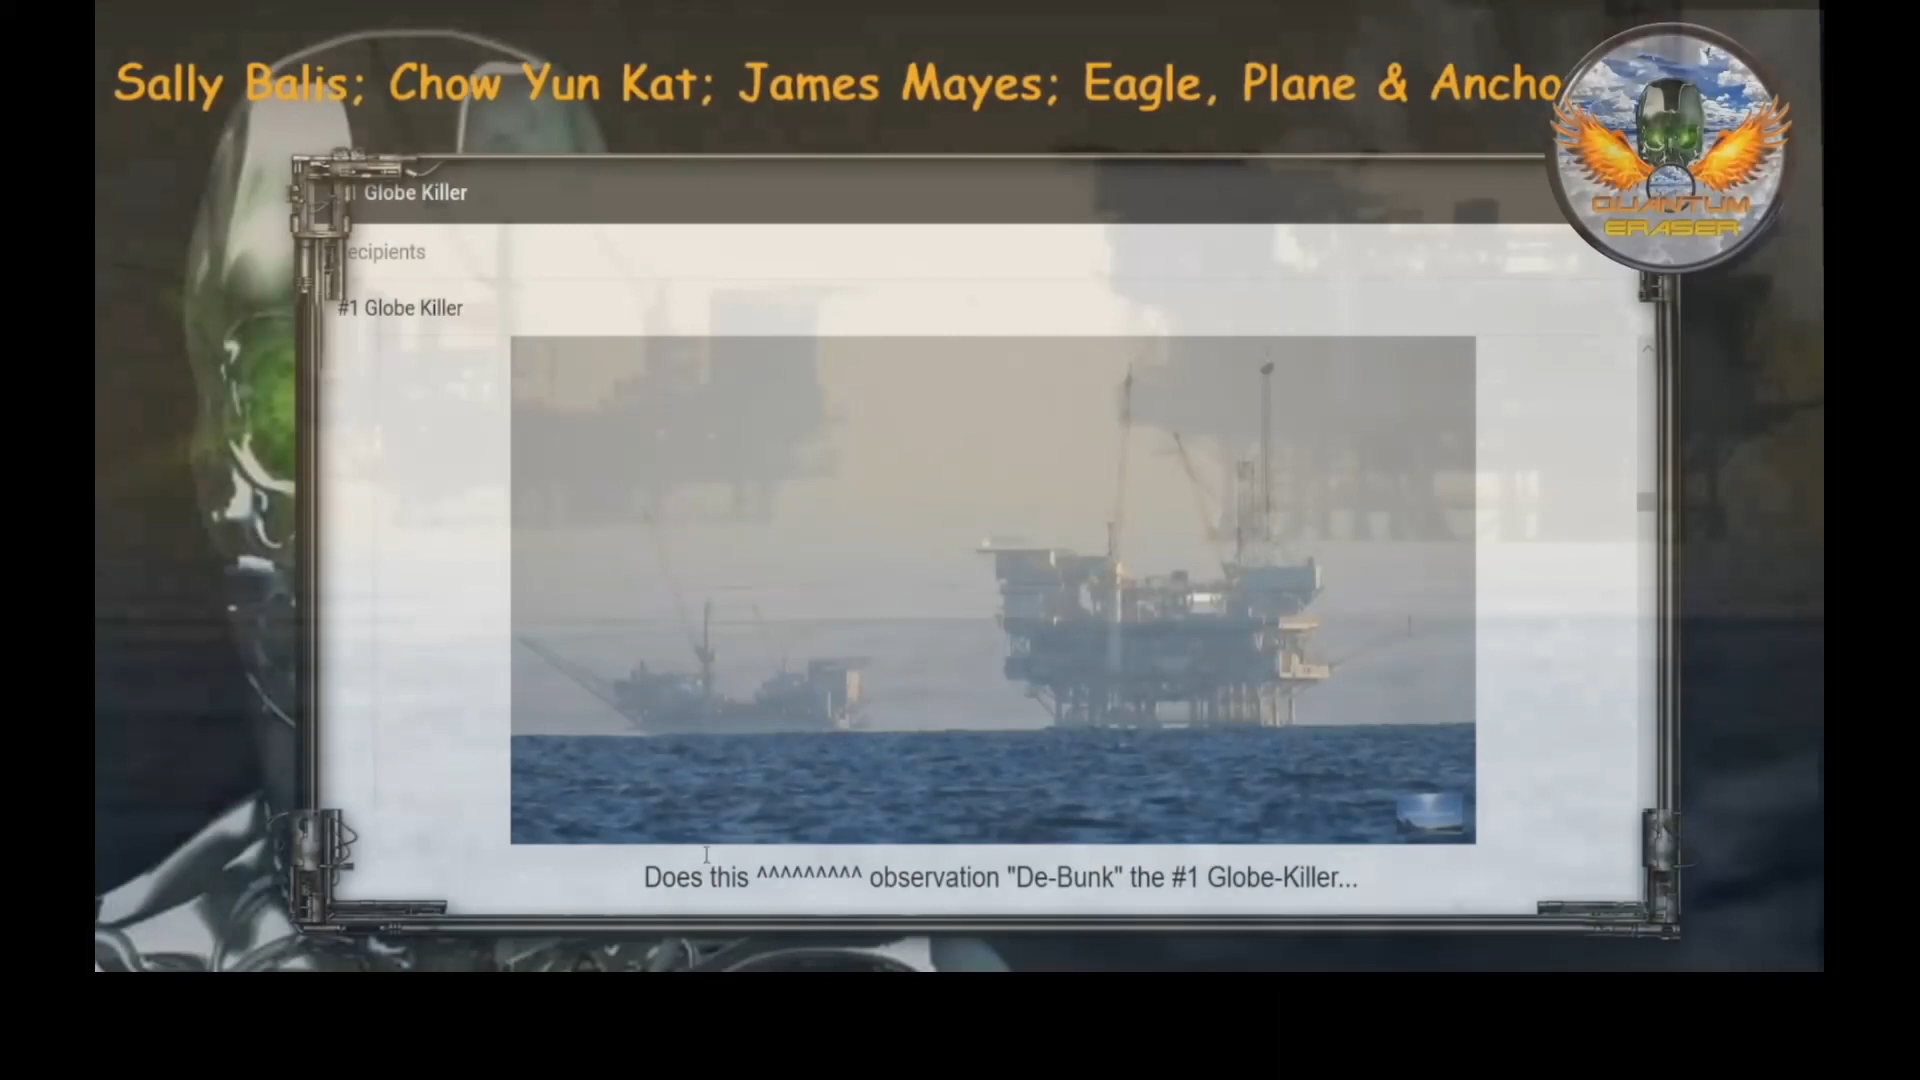 Sally Balis; Chow Yun Kat; James Mayes; Eagle, Plane & Ancho
QUANTUM
ERASER
Globe Killer
ecipients
#1 Globe Killer
Does this ^^^^^^^^^ observation "De-Bunk" the #1 Globe-Killer...